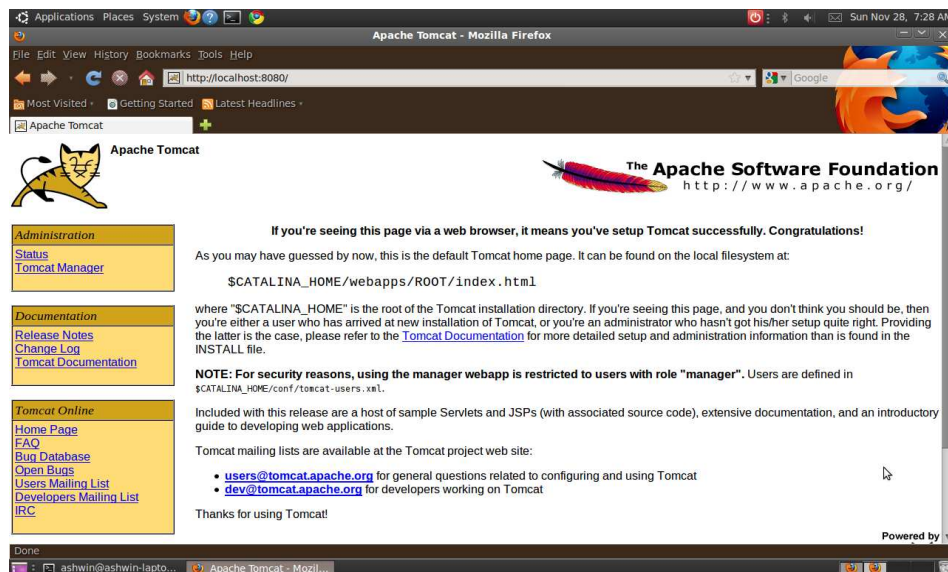 Applications Places System Sun Nov 28, 7:28 AM
Apache Tomcat - Mozilla Firefox
File Edit View History Bookmarks Tools Help
http://localhost:8080/ Google
Most Visited Getting Started Latest Headlines
Apache Tomcat
Apache Tomcat
The Apache Software Foundation
http://www.apache.org/
Administration
Status
Tomcat Manager
Documentation
Release Notes
Change Log
Tomcat Documentation
Tomcat Online
Home Page
FAQ
Bug Database
Open Bugs
Users Mailing List
Developers Mailing List
IRC
If you're seeing this page via a web browser, it means you've setup Tomcat successfully. Congratulations!
As you may have guessed by now, this is the default Tomcat home page. It can be found on the local filesystem at:
$CATALINA_HOME/webapps/ROOT/index.html
where "$CATALINA_HOME" is the root of the Tomcat installation directory. If you're seeing this page, and you don't think you should be, then
you're either a user who has arrived at new installation of Tomcat, or you're an administrator who hasn't got his/her setup quite right. Providing
the latter is the case, please refer to the Tomcat Documentation for more detailed setup and administration information than is found in the
INSTALL file.
NOTE: For security reasons, using the manager webapp is restricted to users with role "manager". Users are defined in
$CATALINA_HOME/conf/tomcat-users.xml.
Included with this release are a host of sample Servlets and JSPs (with associated source code), extensive documentation, and an introductory
guide to developing web applications.
Tomcat mailing lists are available at the Tomcat project web site:
• users@tomcat.apache.org for general questions related to configuring and using Tomcat
• dev@tomcat.apache.org for developers working on Tomcat
Thanks for using Tomcat!
Powered by
Done
ashwin@ashwin-lapto... Apache Tomcat - Mozil...